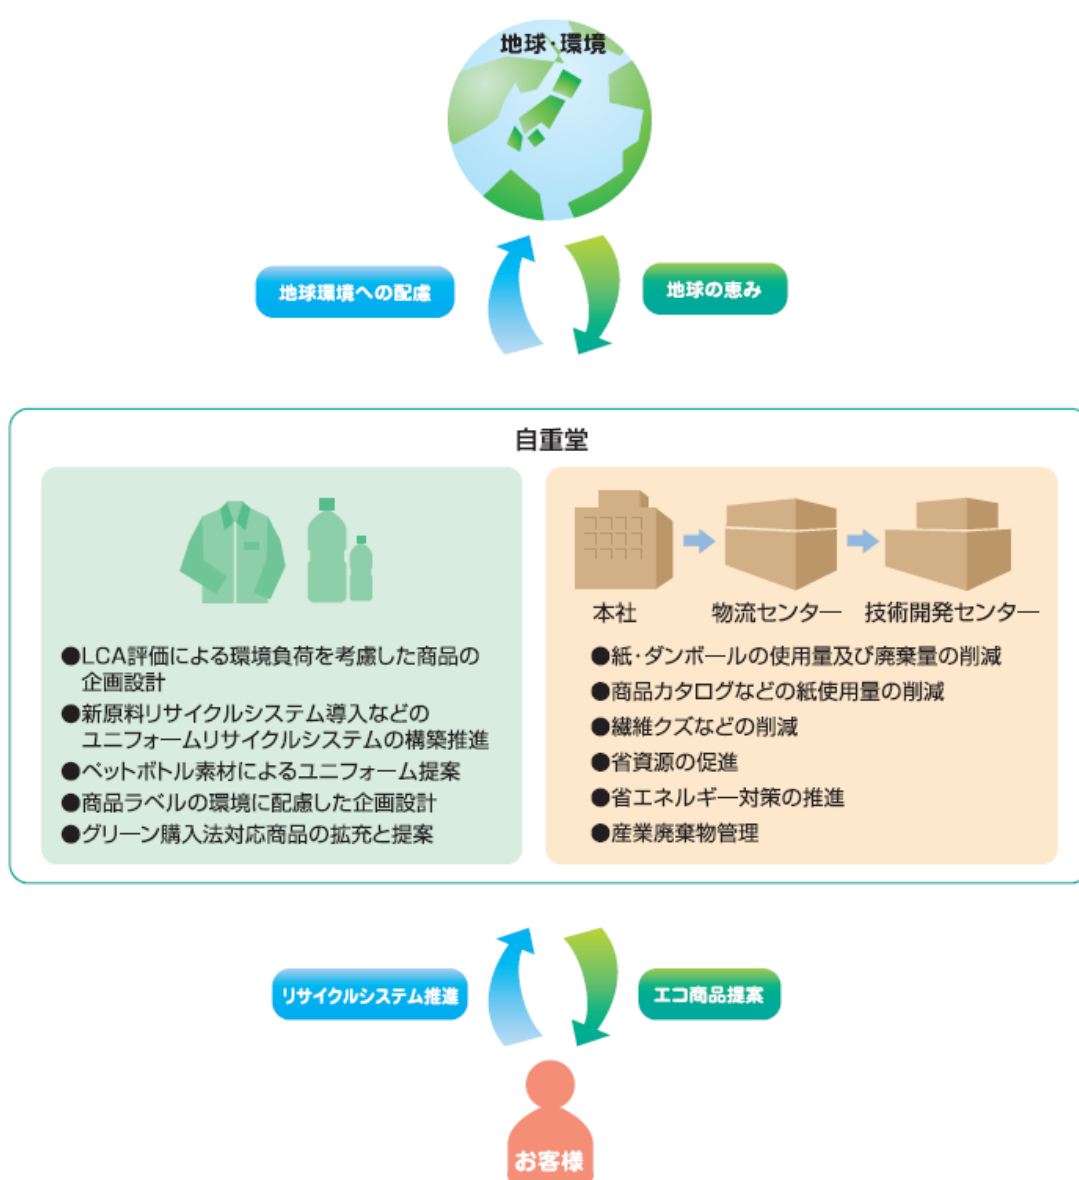 地球・環境
地球環境への配慮
地球の恵み
自重堂
●LCA評価による環境負荷を考慮した商品の
企画設計
●新原料リサイクルシステム導入などの
ユニフォームリサイクルシステムの構築推進
●ペットボトル素材によるユニフォーム提案
●商品ラベルの環境に配慮した企画設計
●グリーン購入法対応商品の拡充と提案
本社
物流センター
技術開発センター
●紙・ダンボールの使用量及び廃棄量の削減
●商品カタログなどの紙使用量の削減
●繊維クズなどの削減
●省資源の促進
●省エネルギー対策の推進
●産業廃棄物管理
リサイクルシステム推進
エコ商品提案
お客様